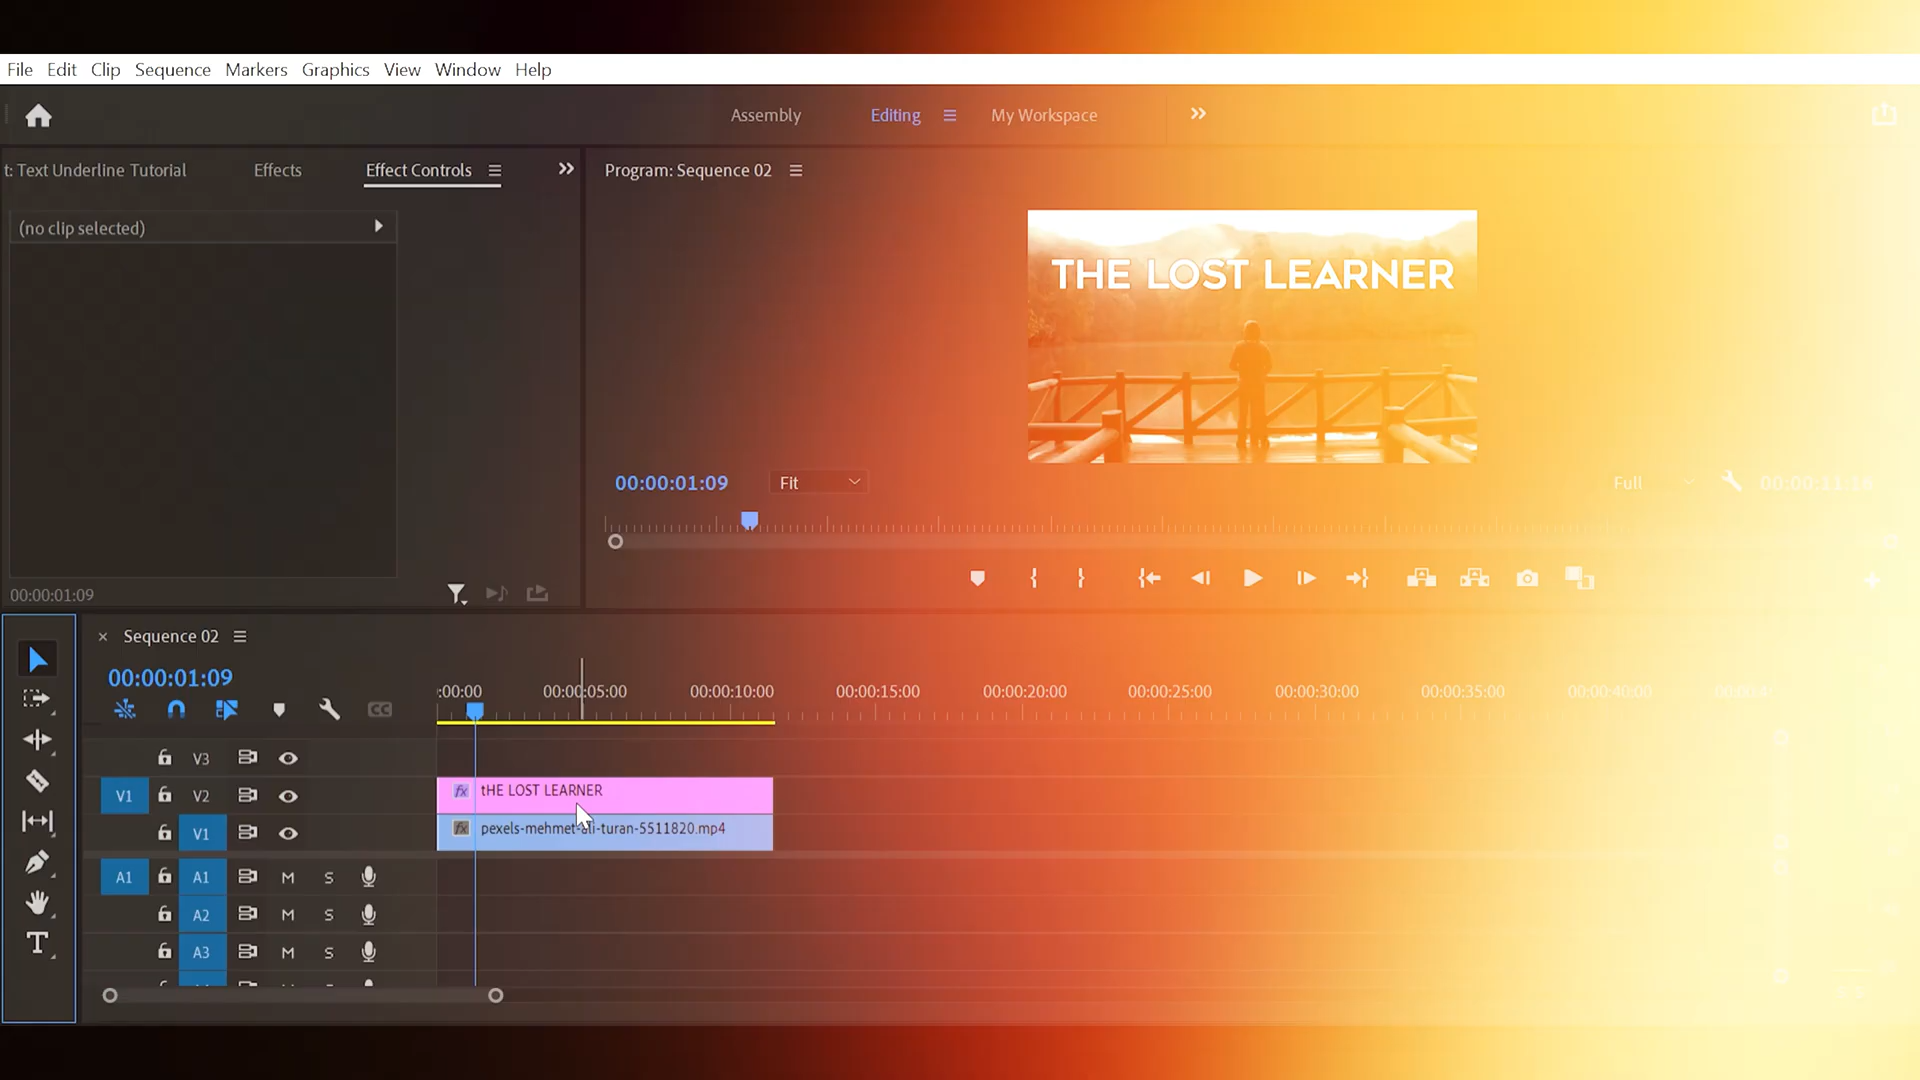 File Edit Clip Sequence Markers Graphics View Window Help
Assembly Editing My Workspace
t: Text Underline Tutorial Effects Effect Controls
Program: Sequence 02
(no clip selected)
THE LOST LEARNER
00:00:01:09 Fit Full
00:00:01:09
Sequence 02
00:00:01:09
:00:00 00:00:05:00 00:00:10:00 00:00:15:00 00:00:20:00 00:00:25:00 00:00:30:00 00:00:35:00 00:00:40:00
CC
V3
V1 V2 fx tHE LOST LEARNER
V1 fx pexels-mehmet-ali-turan-5511820.mp4
A1 A1 M S
A2 M S
A3 M S